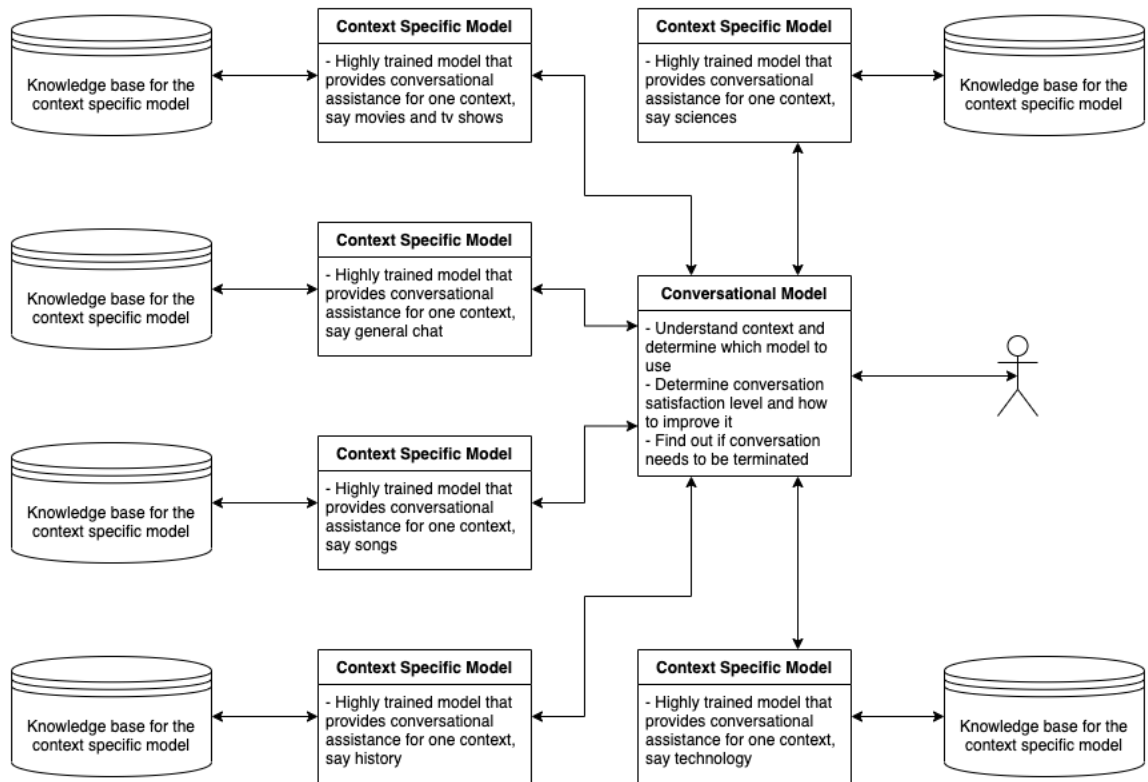 Knowledge base for the
context specific model
Context Specific Model
- Highly trained model that
provides conversational
assistance for one context,
say movies and tv shows
Context Specific Model
- Highly trained model that
provides conversational
assistance for one context,
say sciences
Knowledge base for the
context specific model
Knowledge base for the
context specific model
Context Specific Model
- Highly trained model that
provides conversational
assistance for one context,
say general chat
Conversational Model
- Understand context and
determine which model to
use
- Determine conversation
satisfaction level and how
to improve it
- Find out if conversation
needs to be terminated
Knowledge base for the
context specific model
Context Specific Model
- Highly trained model that
provides conversational
assistance for one context,
say songs
Knowledge base for the
context specific model
Context Specific Model
- Highly trained model that
provides conversational
assistance for one context,
say history
Context Specific Model
- Highly trained model that
provides conversational
assistance for one context,
say technology
Knowledge base for the
context specific model